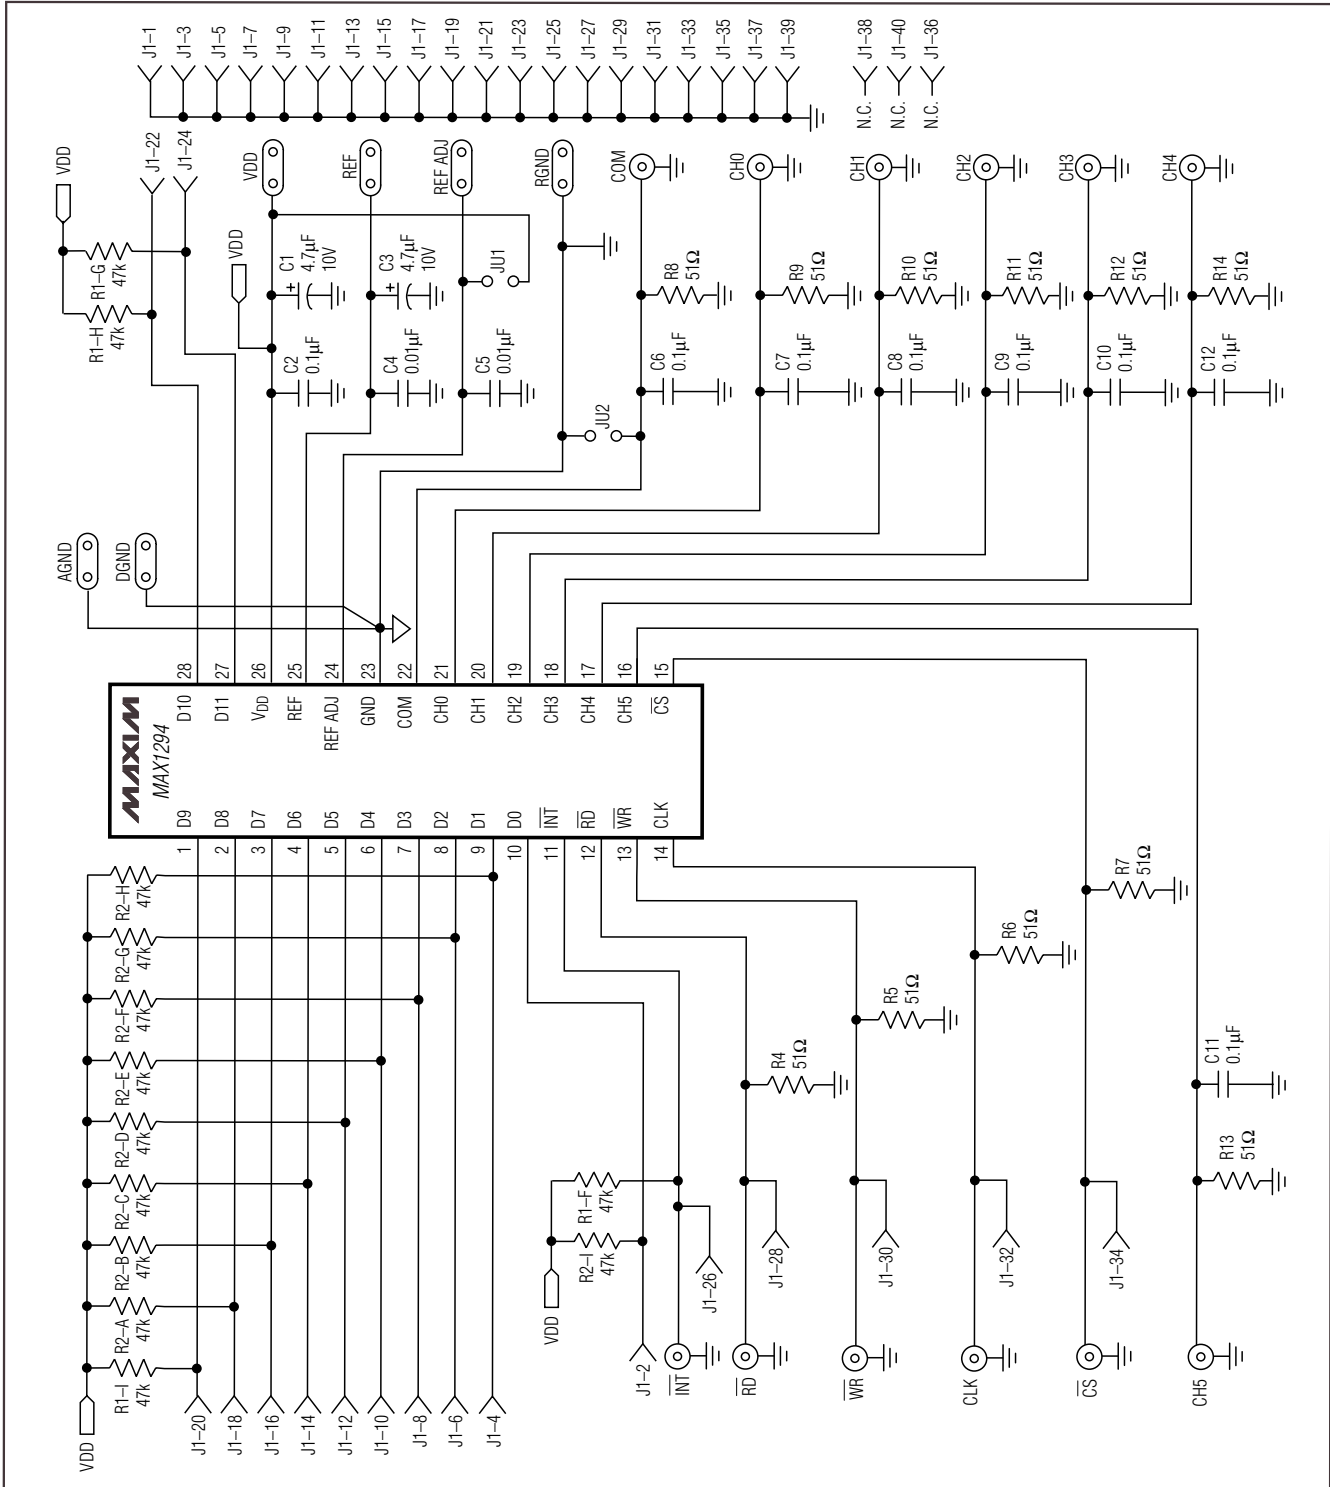 J1–1
J1–3
J1–5
J1–7
J1–9
J1–11
J1–13
J1–15
J1–17
J1–19
J1–21
J1–23
J1–25
J1–27
J1–29
J1–31
J1–33
J1–35
J1–37
J1–39
J1–38
J1–40
J1–36
N.C.
N.C.
N.C.
J1–22
J1–24
VDD
R1–G
47k
R1–H
47k
VDD
REF
REF ADJ
RGND
COM
CH0
CH1
CH2
CH3
CH4
VDD
C1
4.7µF
10V
+
C3
4.7µF
10V
+
JU1
C2
0.1µF
C4
0.01µF
C5
0.01µF
JU2
R8
51Ω
R9
51Ω
R10
51Ω
R11
51Ω
R12
51Ω
R14
51Ω
C6
0.1µF
C7
0.1µF
C8
0.1µF
C9
0.1µF
C10
0.1µF
C12
0.1µF
AGND
DGND
28
27
26
25
24
23
22
21
20
19
18
17
16
15
D10
D11
VDD
REF
REF ADJ
GND
COM
CH0
CH1
CH2
CH3
CH4
CH5
CS
MAXIM
MAX1294
D9
D8
D7
D6
D5
D4
D3
D2
D1
D0
INT
RD
WR
CLK
1
2
3
4
5
6
7
8
9
10
11
12
13
14
R2–H
47k
R2–G
47k
R2–F
47k
R2–E
47k
R2–D
47k
R2–C
47k
R2–B
47k
R2–A
47k
R1–I
47k
VDD
J1–20
J1–18
J1–16
J1–14
J1–12
J1–10
J1–8
J1–6
J1–4
R7
51Ω
R6
51Ω
R5
51Ω
R4
51Ω
C11
0.1µF
R13
51Ω
R1–F
47k
R2–I
47k
VDD
J1–2
J1–26
J1–28
J1–30
J1–32
J1–34
INT
RD
WR
CLK
CS
CH5